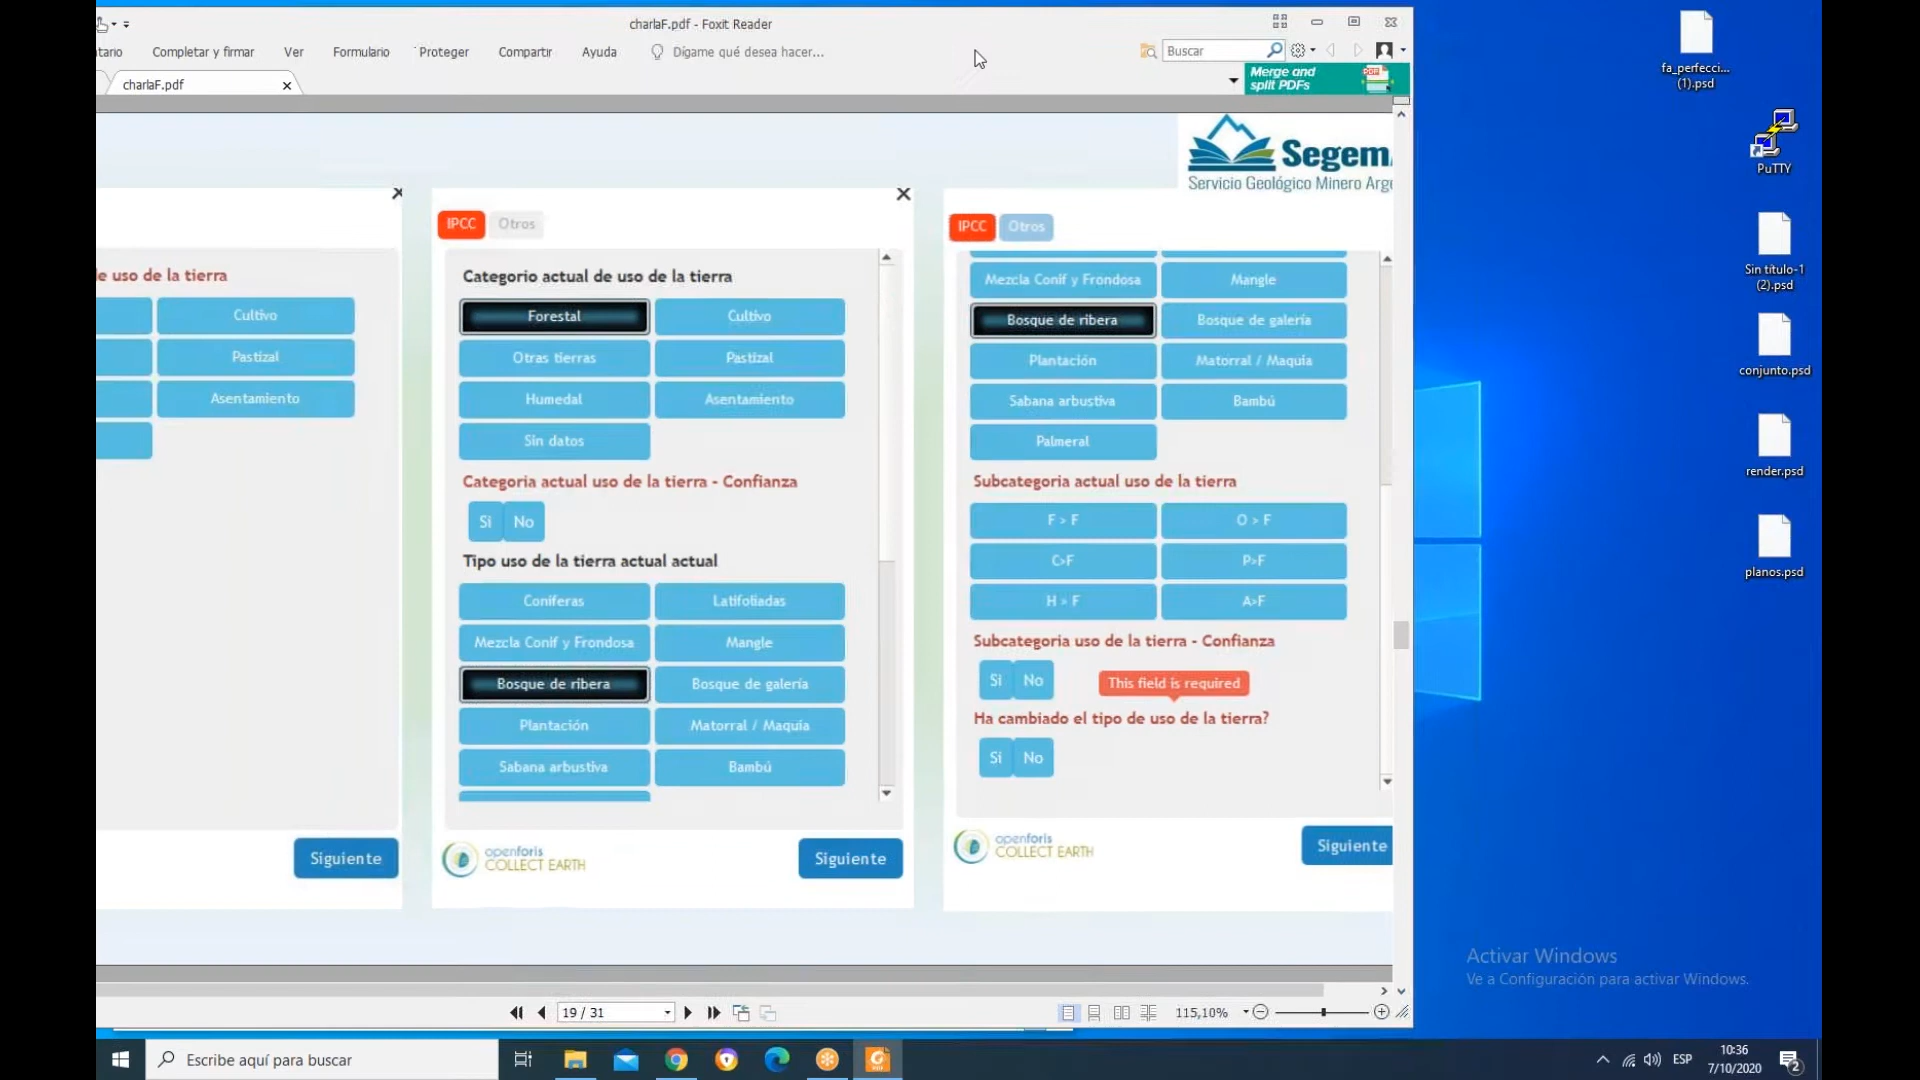 charlaF.pdf - Foxit Reader
tario
Completar y firmar
Ver
Formulario
Proteger
Compartir
Ayuda
Dígame qué desea hacer...
Buscar
charlaF.pdf
Merge and
split PDFs
Servicio Geológico Minero Arge
e uso de la tierra
Cultivo
Pastizal
Asentamiento
Siguiente
IPCC
Otros
Categorio actual de uso de la tierra
Forestal
Cultivo
Otras tierras
Pastizal
Humedal
Asentamiento
Sin datos
Categoria actual uso de la tierra - Confianza
Si
No
Tipo uso de la tierra actual actual
Coniferas
Latifoliadas
Mezcla Conif y Frondosa
Mangle
Bosque de ribera
Bosque de galeria
Plantación
Matorral / Maquia
Sabana arbustiva
Bambú
openforis
COLLECT EARTH
Siguiente
IPCC
Otros
Mezcla Conif y Frondosa
Mangle
Bosque de ribera
Bosque de galería
Plantación
Matorral / Maquia
Sabana arbustiva
Bambú
Palmeral
Subcategoria actual uso de la tierra
F > F
O > F
C>F
P>F
H > F
A>F
Subcategoria uso de la tierra - Confianza
Si
No
This field is required
Ha cambiado el tipo de uso de la tierra?
Si
No
openforis
COLLECT EARTH
Siguiente
19 / 31
115,10%
fa_perfecci...
(1).psd
PuTTY
Sin título-1
(2).psd
conjunto.psd
render.psd
planos.psd
Activar Windows
Ve a Configuración para activar Windows.
Escribe aquí para buscar
ESP
10:36
7/10/2020
2